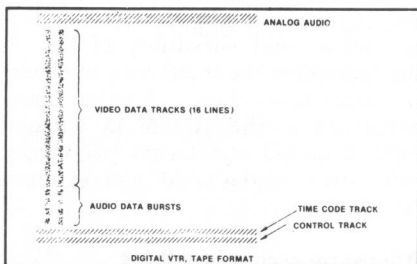 ANALOG AUDIO
VIDEO DATA TRACKS (16 LINES)
AUDIO DATA BURSTS
TIME CODE TRACK
CONTROL TRACK
DIGITAL VTR, TAPE FORMAT